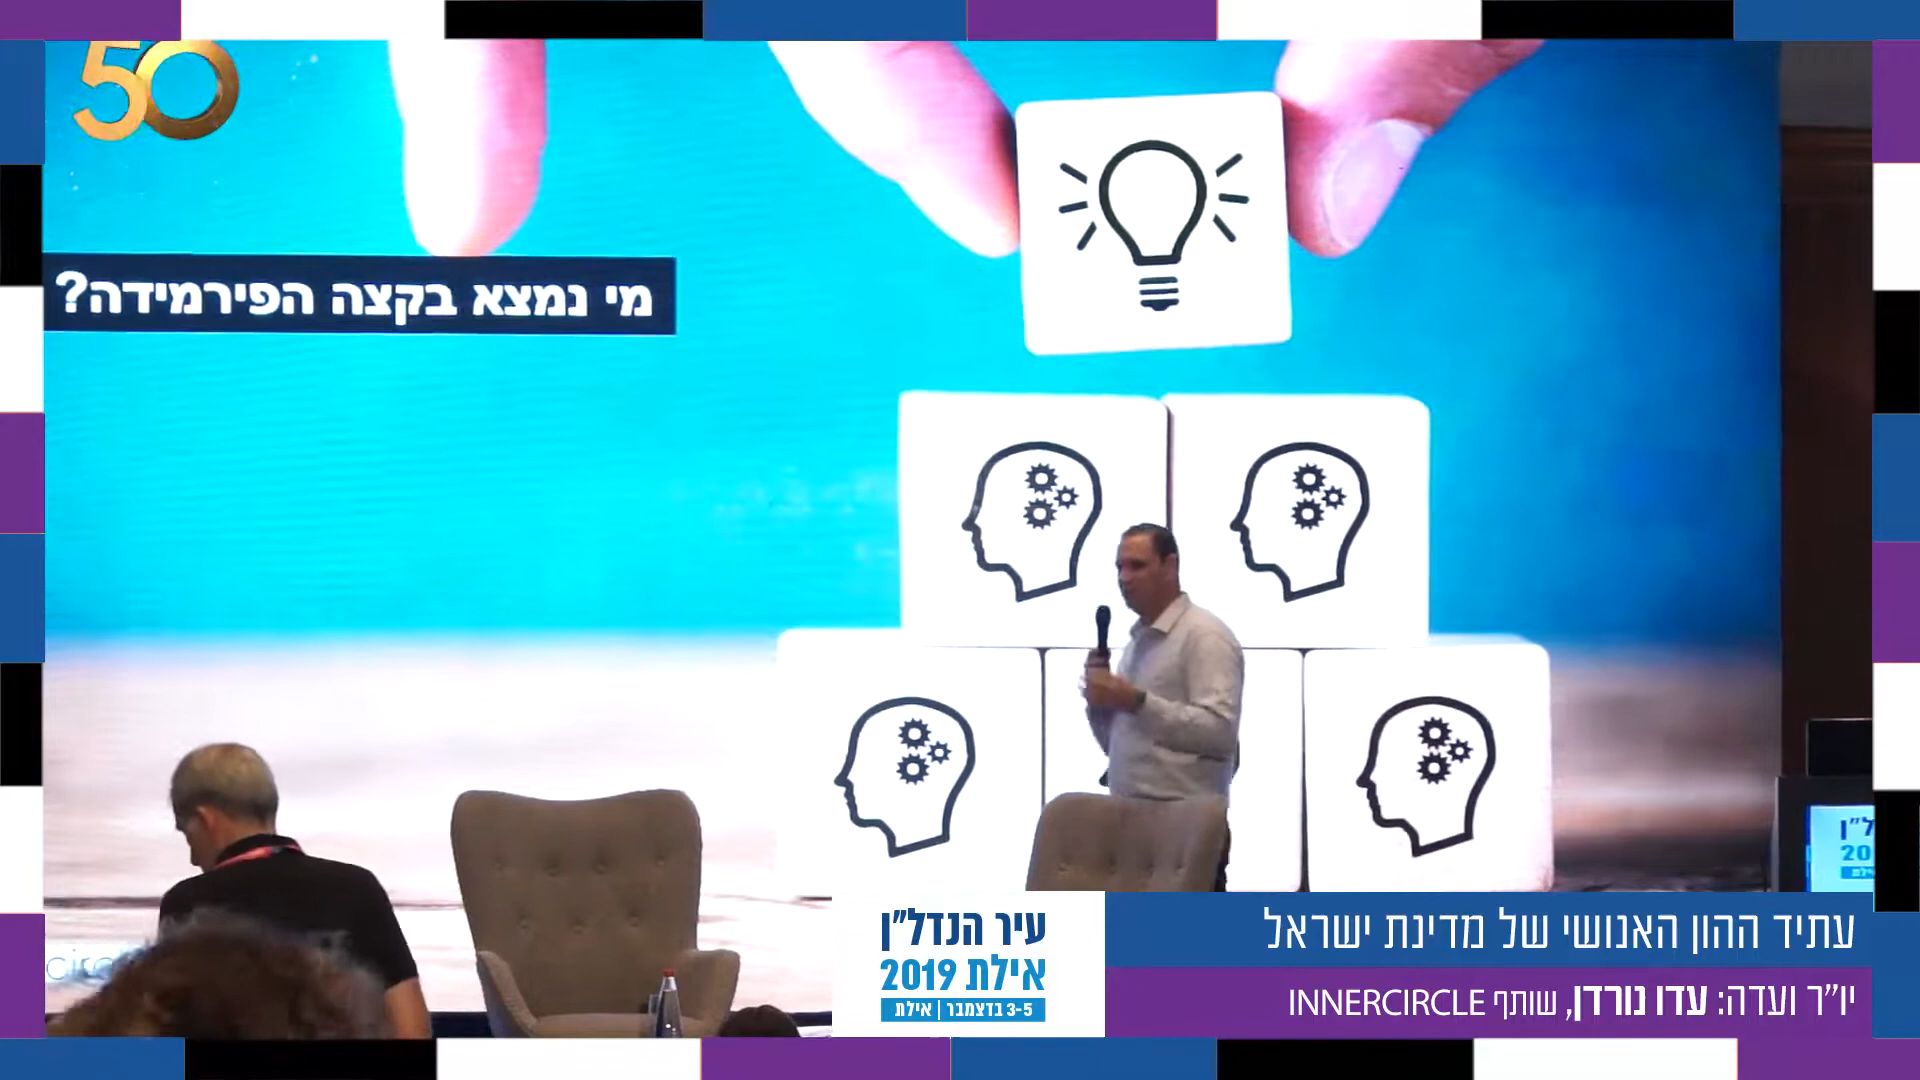 50
מי נמצא בקצה הפירמידה?
עיר הנדל"ן
אילת 2019
3-5 בדצמבר | אילת
עתיד ההון האנושי של מדינת ישראל
יו"ר ועדה: עדו נורדן, שותף INNERCIRCLE
ל"ן
20